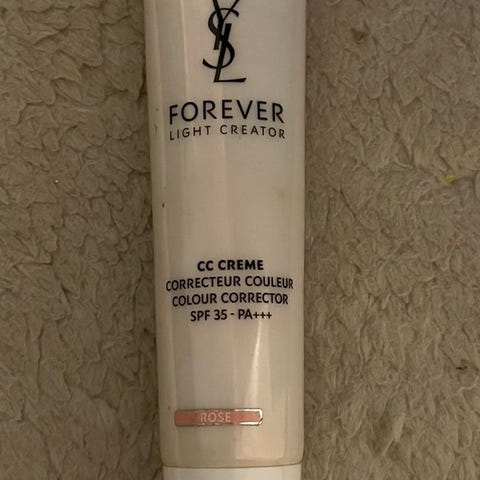 YSL
FOREVER
LIGHT CREATOR
CC CREME
CORRECTEUR COULEUR
COLOUR CORRECTOR
SPF 35 - PA+++
ROSE